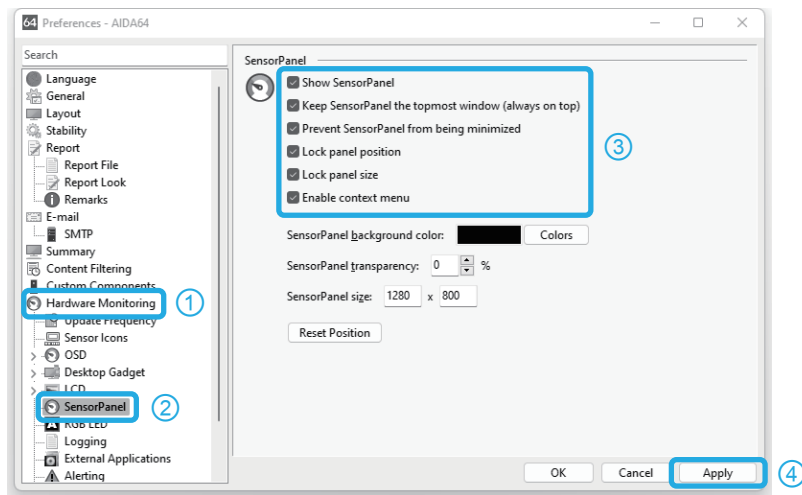 64 Preferences - AIDA64
Search
Language
General
Layout
Stability
Report
Report File
Report Look
Remarks
E-mail
SMTP
Summary
Content Filtering
Custom Components
Hardware Monitoring
1
Update Frequency
Sensor Icons
OSD
Desktop Gadget
LCD
SensorPanel
2
RGB LED
Logging
External Applications
Alerting
SensorPanel
Show SensorPanel
Keep SensorPanel the topmost window (always on top)
Prevent SensorPanel from being minimized
Lock panel position
Lock panel size
Enable context menu
3
SensorPanel background color: Colors
SensorPanel transparency: 0 %
SensorPanel size: 1280 x 800
Reset Position
OK Cancel Apply
4